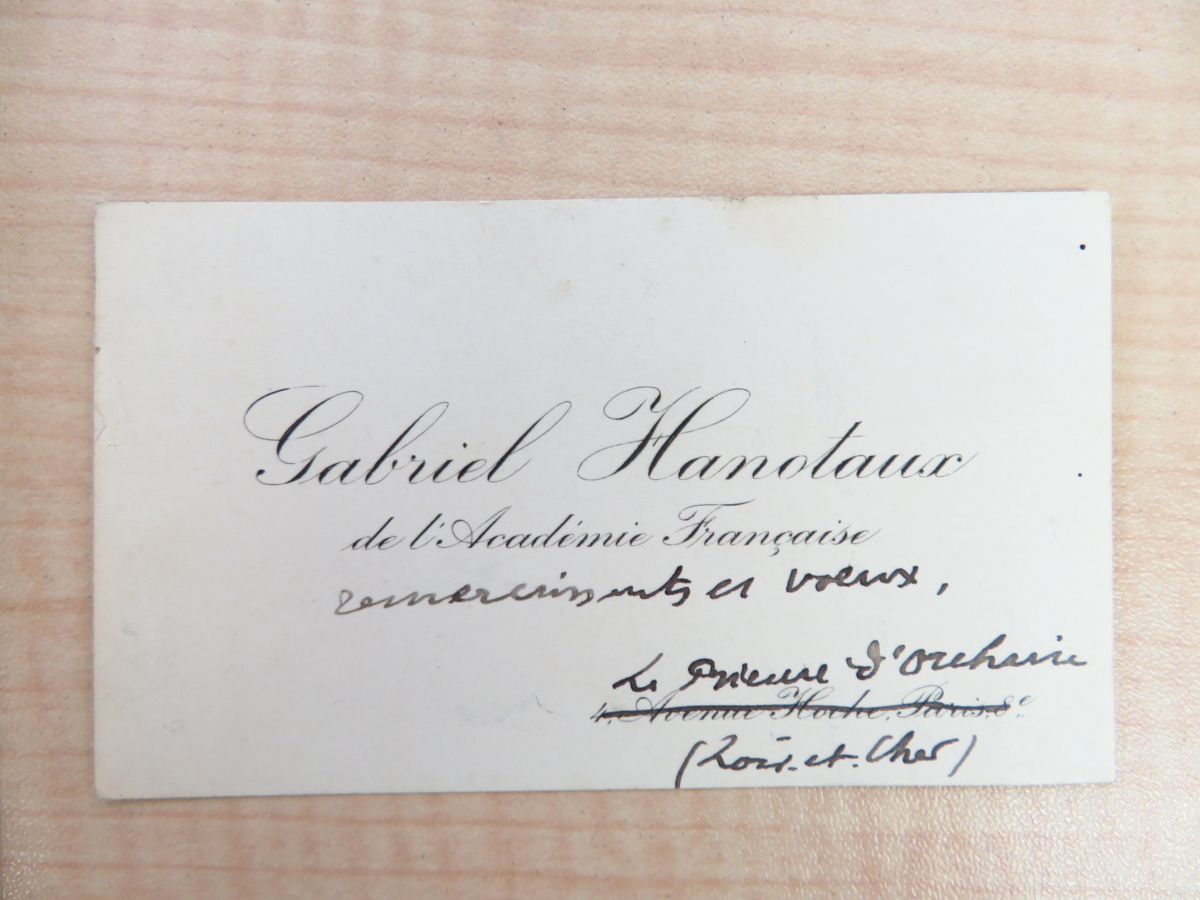 Gabriel Hanotaux
de l'Académie Française
remerciements et voeux,
Le Prieuré d'Orchaise
4, Avenue Hoche, Paris, 8e.
(Loir-et-Cher)